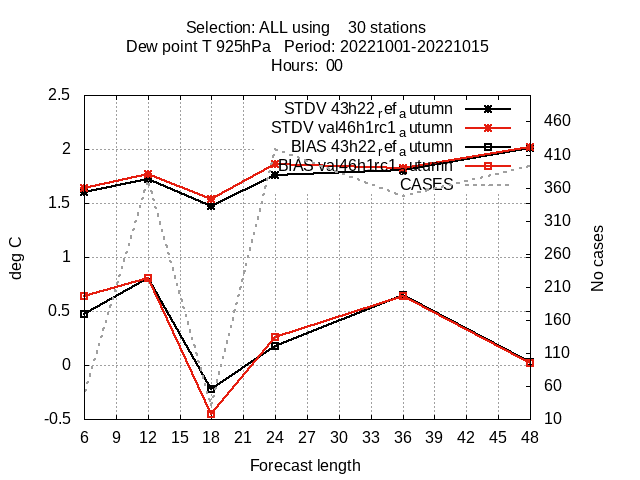 Selection: ALL using    30 stations
Dew point T 925hPa   Period: 20221001-20221015
Hours:  00
STDV 43h22ref_autumn
STDV val46h1rc1_autumn
BIAS 43h22ref_autumn
BIAS val46h1rc1_autumn
CASES
2.5
2
1.5
1
0.5
0
-0.5
deg C
460
410
360
310
260
210
160
110
60
10
No cases
6 9 12 15 18 21 24 27 30 33 36 39 42 45 48
Forecast length